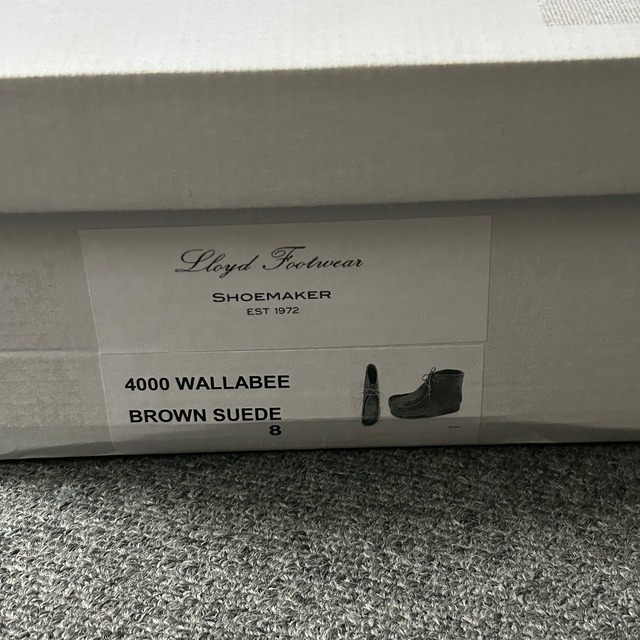 Lloyd Footwear
SHOEMAKER
EST 1972
4000 WALLABEE
BROWN SUEDE
8